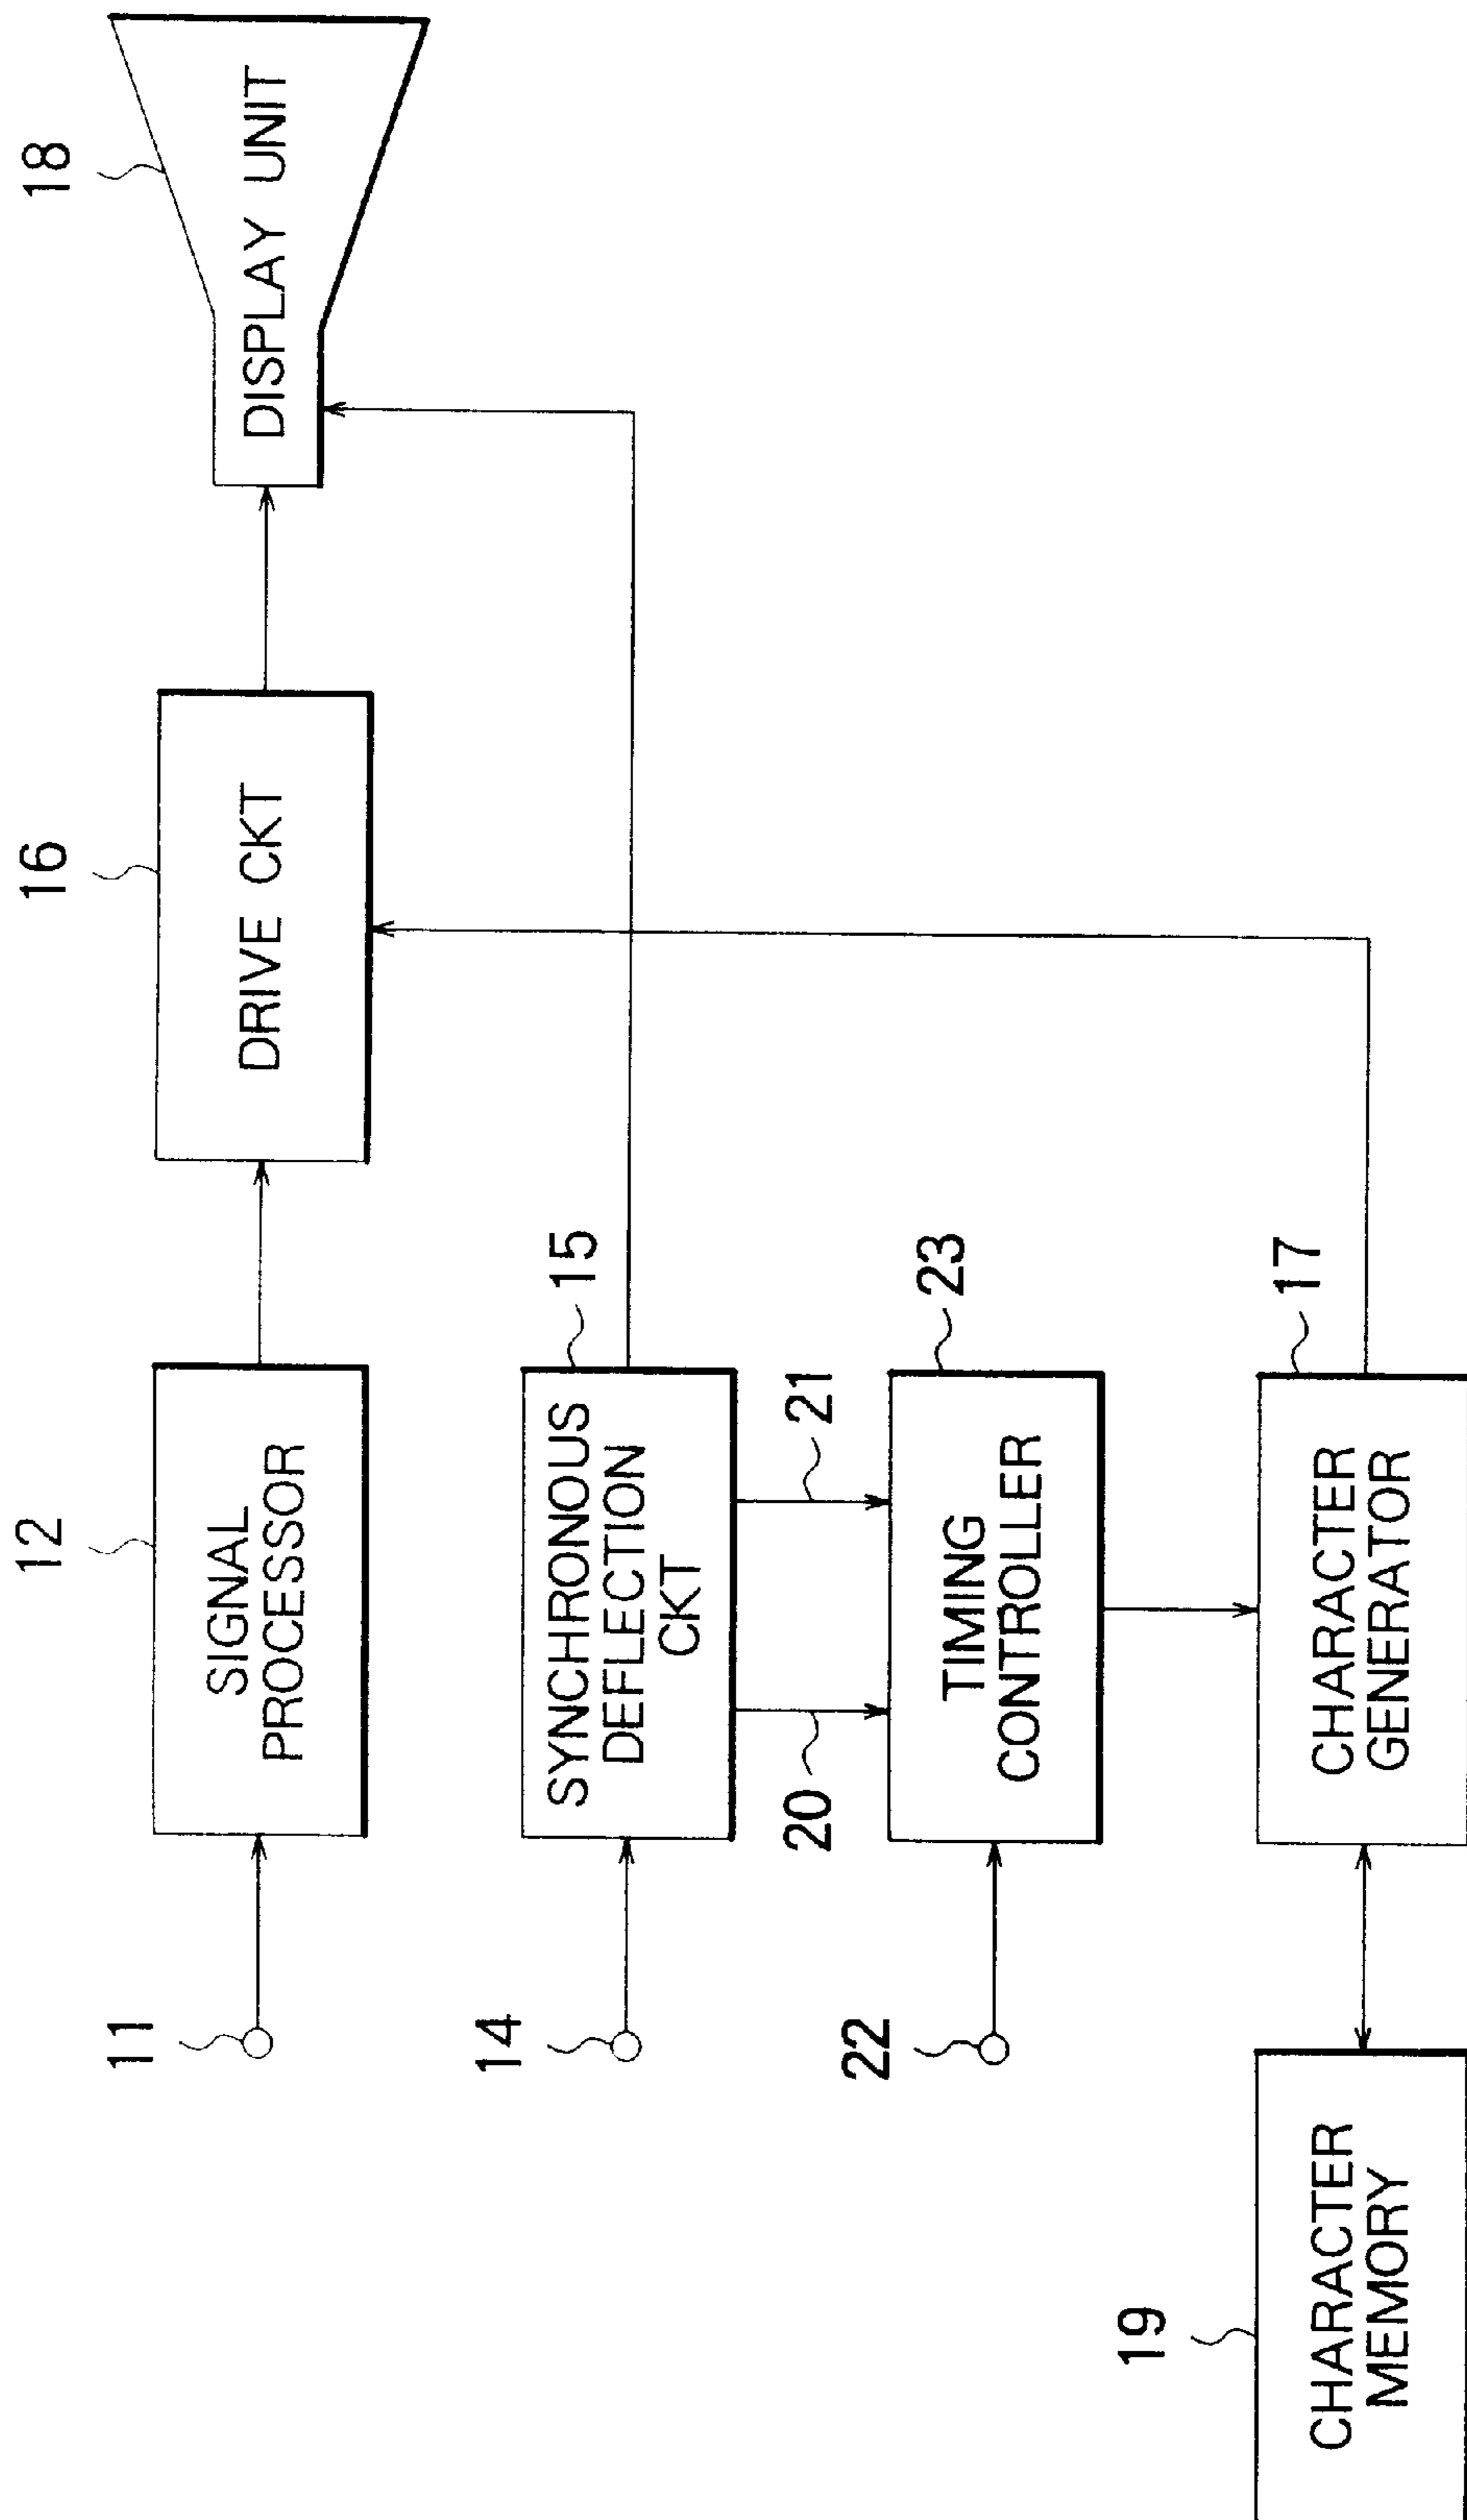 11
12
SIGNAL
PROCESSOR
16
DRIVE CKT
18
DISPLAY UNIT
14
SYNCHRONOUS
DEFLECTION
CKT
15
20
21
22
TIMING
CONTROLLER
23
19
CHARACTER
MEMORY
CHARACTER
GENERATOR
17